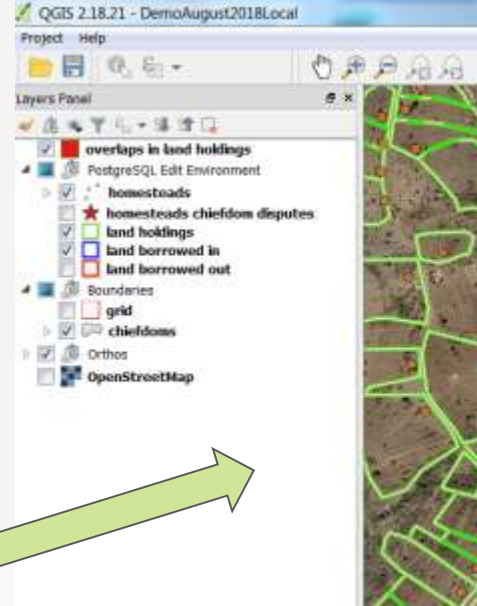 QGIS 2.18.21 - DemoAugust2018Local
Project Help
Layers Panel
overlaps in land holdings
PostgreSQL Edit Environment
homesteads
homesteads chiefdom disputes
land holdings
land borrowed in
land borrowed out
Boundaries
grid
chiefdoms
Orthos
OpenStreetMap